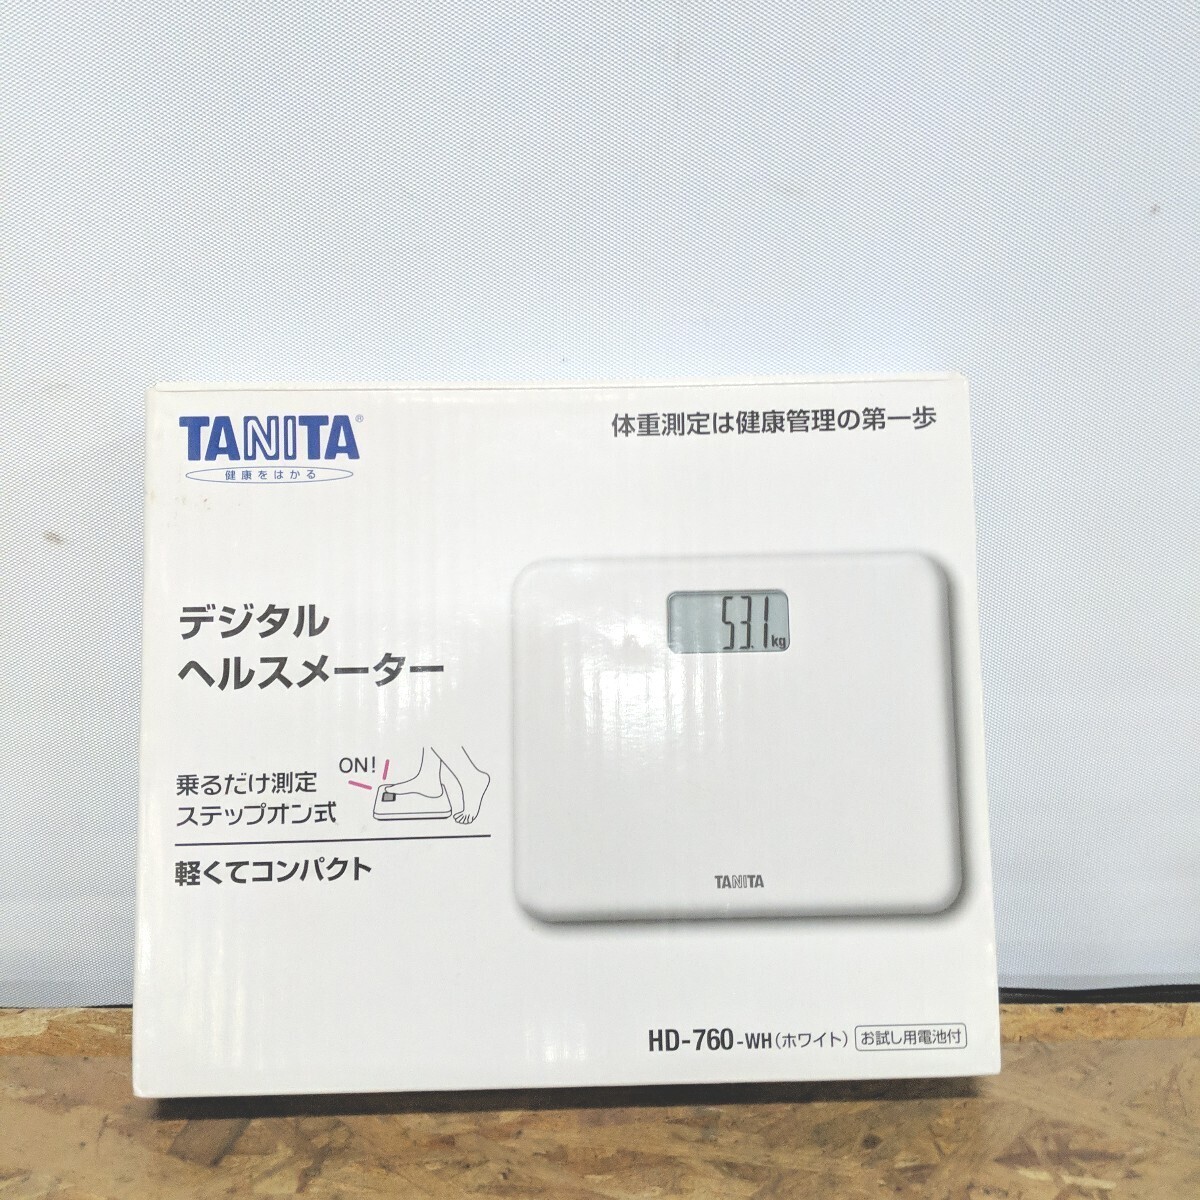 TANITA®
健康をはかる
体重測定は健康管理の第一歩
デジタル
ヘルスメーター
53.1kg
ON!
乗るだけ測定
ステップオン式
軽くてコンパクト
TANITA
HD-760-WH(ホワイト) お試し用電池付